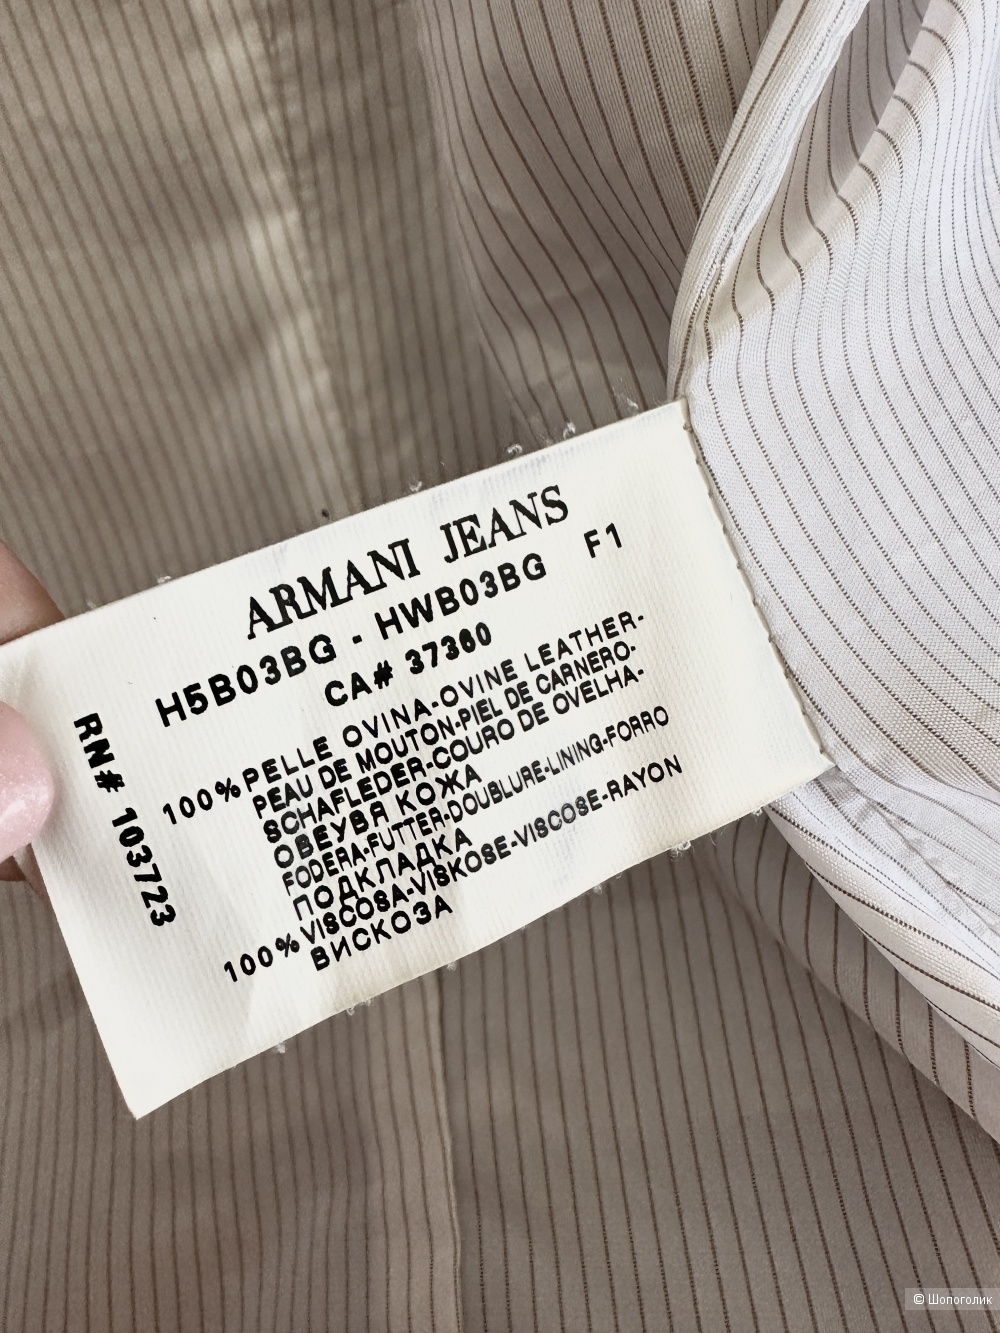 ARMANI JEANS
H5B03BG - HWB03BG F1
CA# 37360
100% PELLE OVINA-OVINE LEATHER-
PEAU DE MOUTON-PIEL DE CARNERO-
SCHAFLEDER-COURO DE OVELHA-
ОВЕУВЯ КОЖА
FODERA-FUTTER-DOUBLURE-LINING-FORRO
ПОДКЛАДКА
100% VISCOSA-VISKOSE-VISCOSE-RAYON
ВИСКОЗА
RN# 103723
© Шопоголик